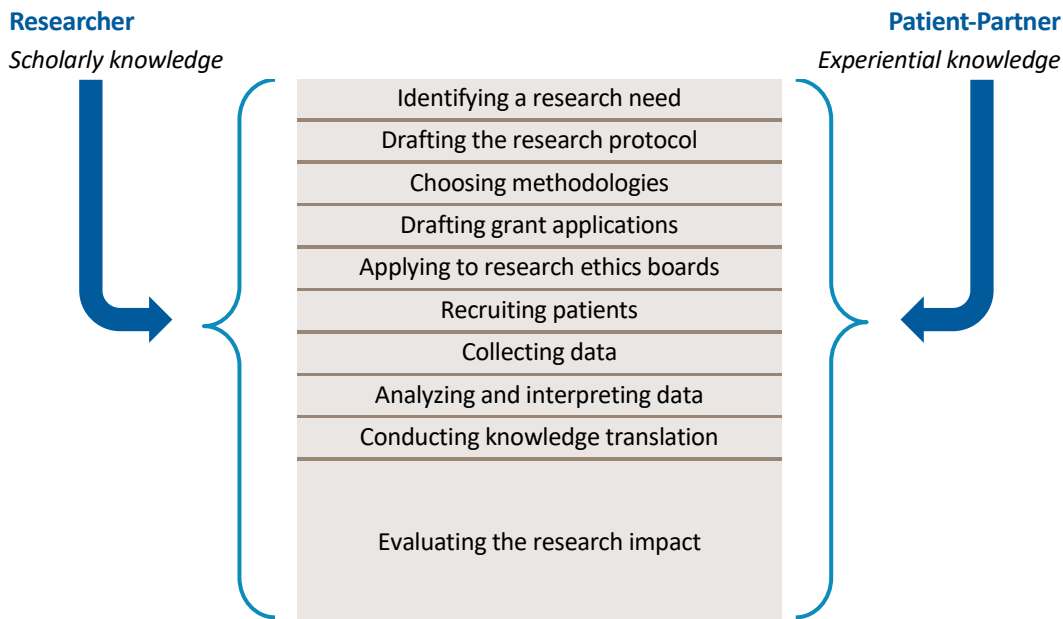 Researcher
Scholarly knowledge
Patient-Partner
Experiential knowledge
Identifying a research need
Drafting the research protocol
Choosing methodologies
Drafting grant applications
Applying to research ethics boards
Recruiting patients
Collecting data
Analyzing and interpreting data
Conducting knowledge translation
Evaluating the research impact